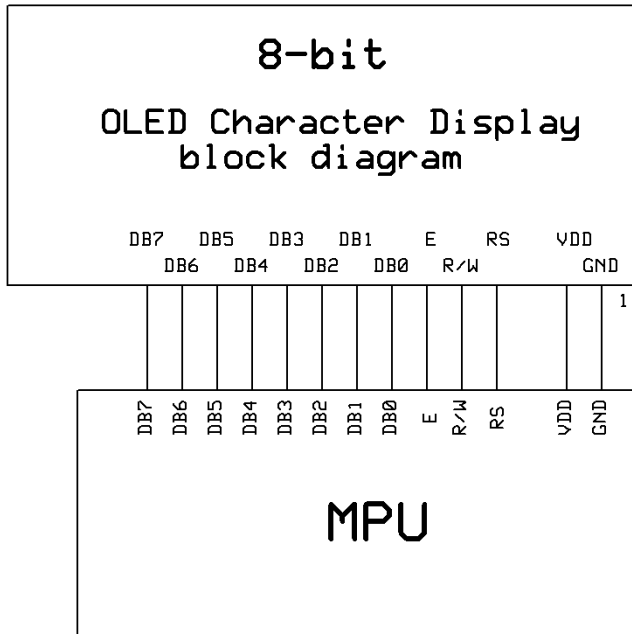 8-bit
OLED Character Display
block diagram
DB7 DB5 DB3 DB1 E RS VDD
DB6 DB4 DB2 DB0 R/W GND
1
DB7 DB6 DB5 DB4 DB3 DB2 DB1 DB0 E R/W RS VDD GND
MPU